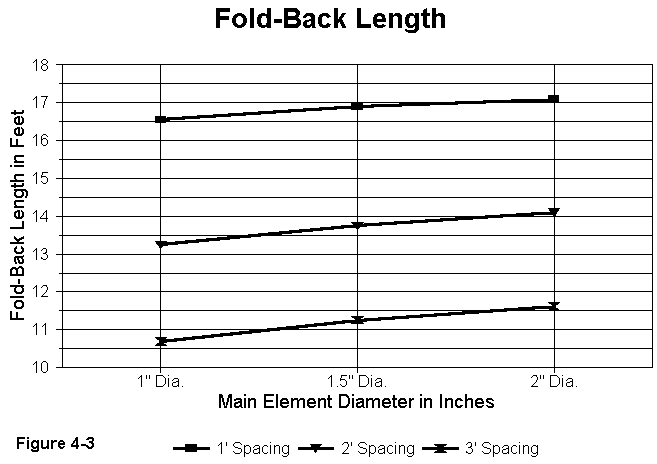 Fold-Back Length
Fold-Back Length in Feet
18
17
16
15
14
13
12
11
10
1" Dia.
1.5" Dia.
2" Dia.
Main Element Diameter in Inches
Figure 4-3
1' Spacing
2' Spacing
3' Spacing